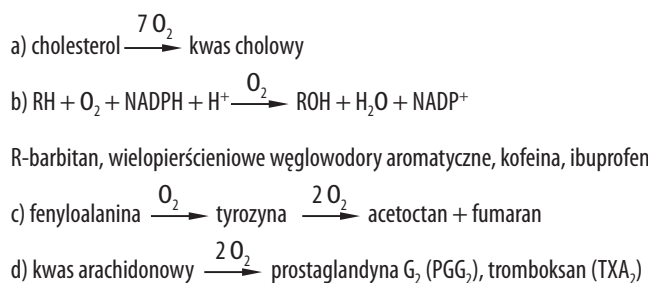 a) cholesterol 7 O₂ ⟶ kwas cholowy
b) RH + O₂ + NADPH + H⁺ O₂ ⟶ ROH + H₂O + NADP⁺
R-barbitan, wielopierścieniowe węglowodory aromatyczne, kofeina, ibuprofen
c) fenyloalanina O₂ ⟶ tyrozyna 2 O₂ ⟶ acetoctan + fumaran
d) kwas arachidonowy 2 O₂ ⟶ prostaglandyna G₂ (PGG₂), tromboksan (TXA₂)